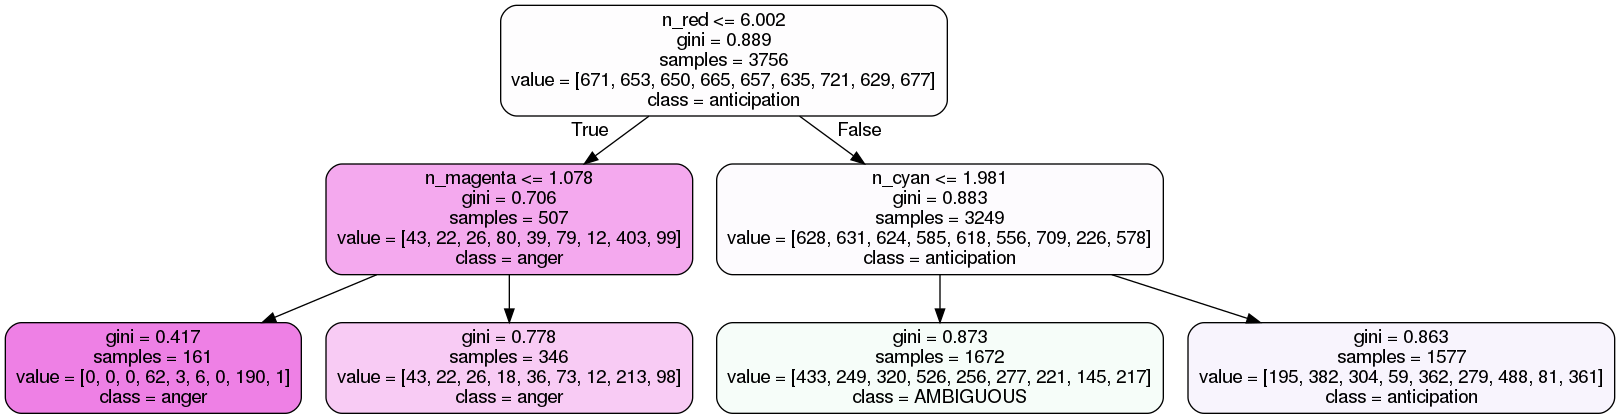 n_red <= 6.002
gini = 0.889
samples = 3756
value = [671, 653, 650, 665, 657, 635, 721, 629, 677]
class = anticipation
True
False
n_magenta <= 1.078
gini = 0.706
samples = 507
value = [43, 22, 26, 80, 39, 79, 12, 403, 99]
class = anger
n_cyan <= 1.981
gini = 0.883
samples = 3249
value = [628, 631, 624, 585, 618, 556, 709, 226, 578]
class = anticipation
gini = 0.417
samples = 161
value = [0, 0, 0, 62, 3, 6, 0, 190, 1]
class = anger
gini = 0.778
samples = 346
value = [43, 22, 26, 18, 36, 73, 12, 213, 98]
class = anger
gini = 0.873
samples = 1672
value = [433, 249, 320, 526, 256, 277, 221, 145, 217]
class = AMBIGUOUS
gini = 0.863
samples = 1577
value = [195, 382, 304, 59, 362, 279, 488, 81, 361]
class = anticipation